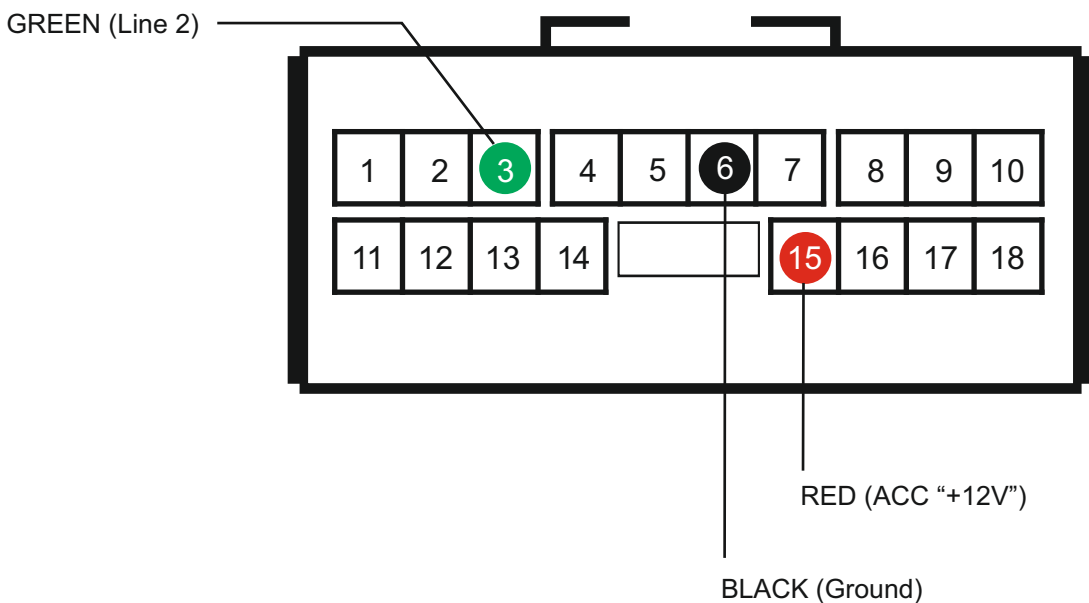 GREEN (Line 2)
1 2 3 4 5 6 7 8 9 10
11 12 13 14 15 16 17 18
RED (ACC “+12V”)
BLACK (Ground)